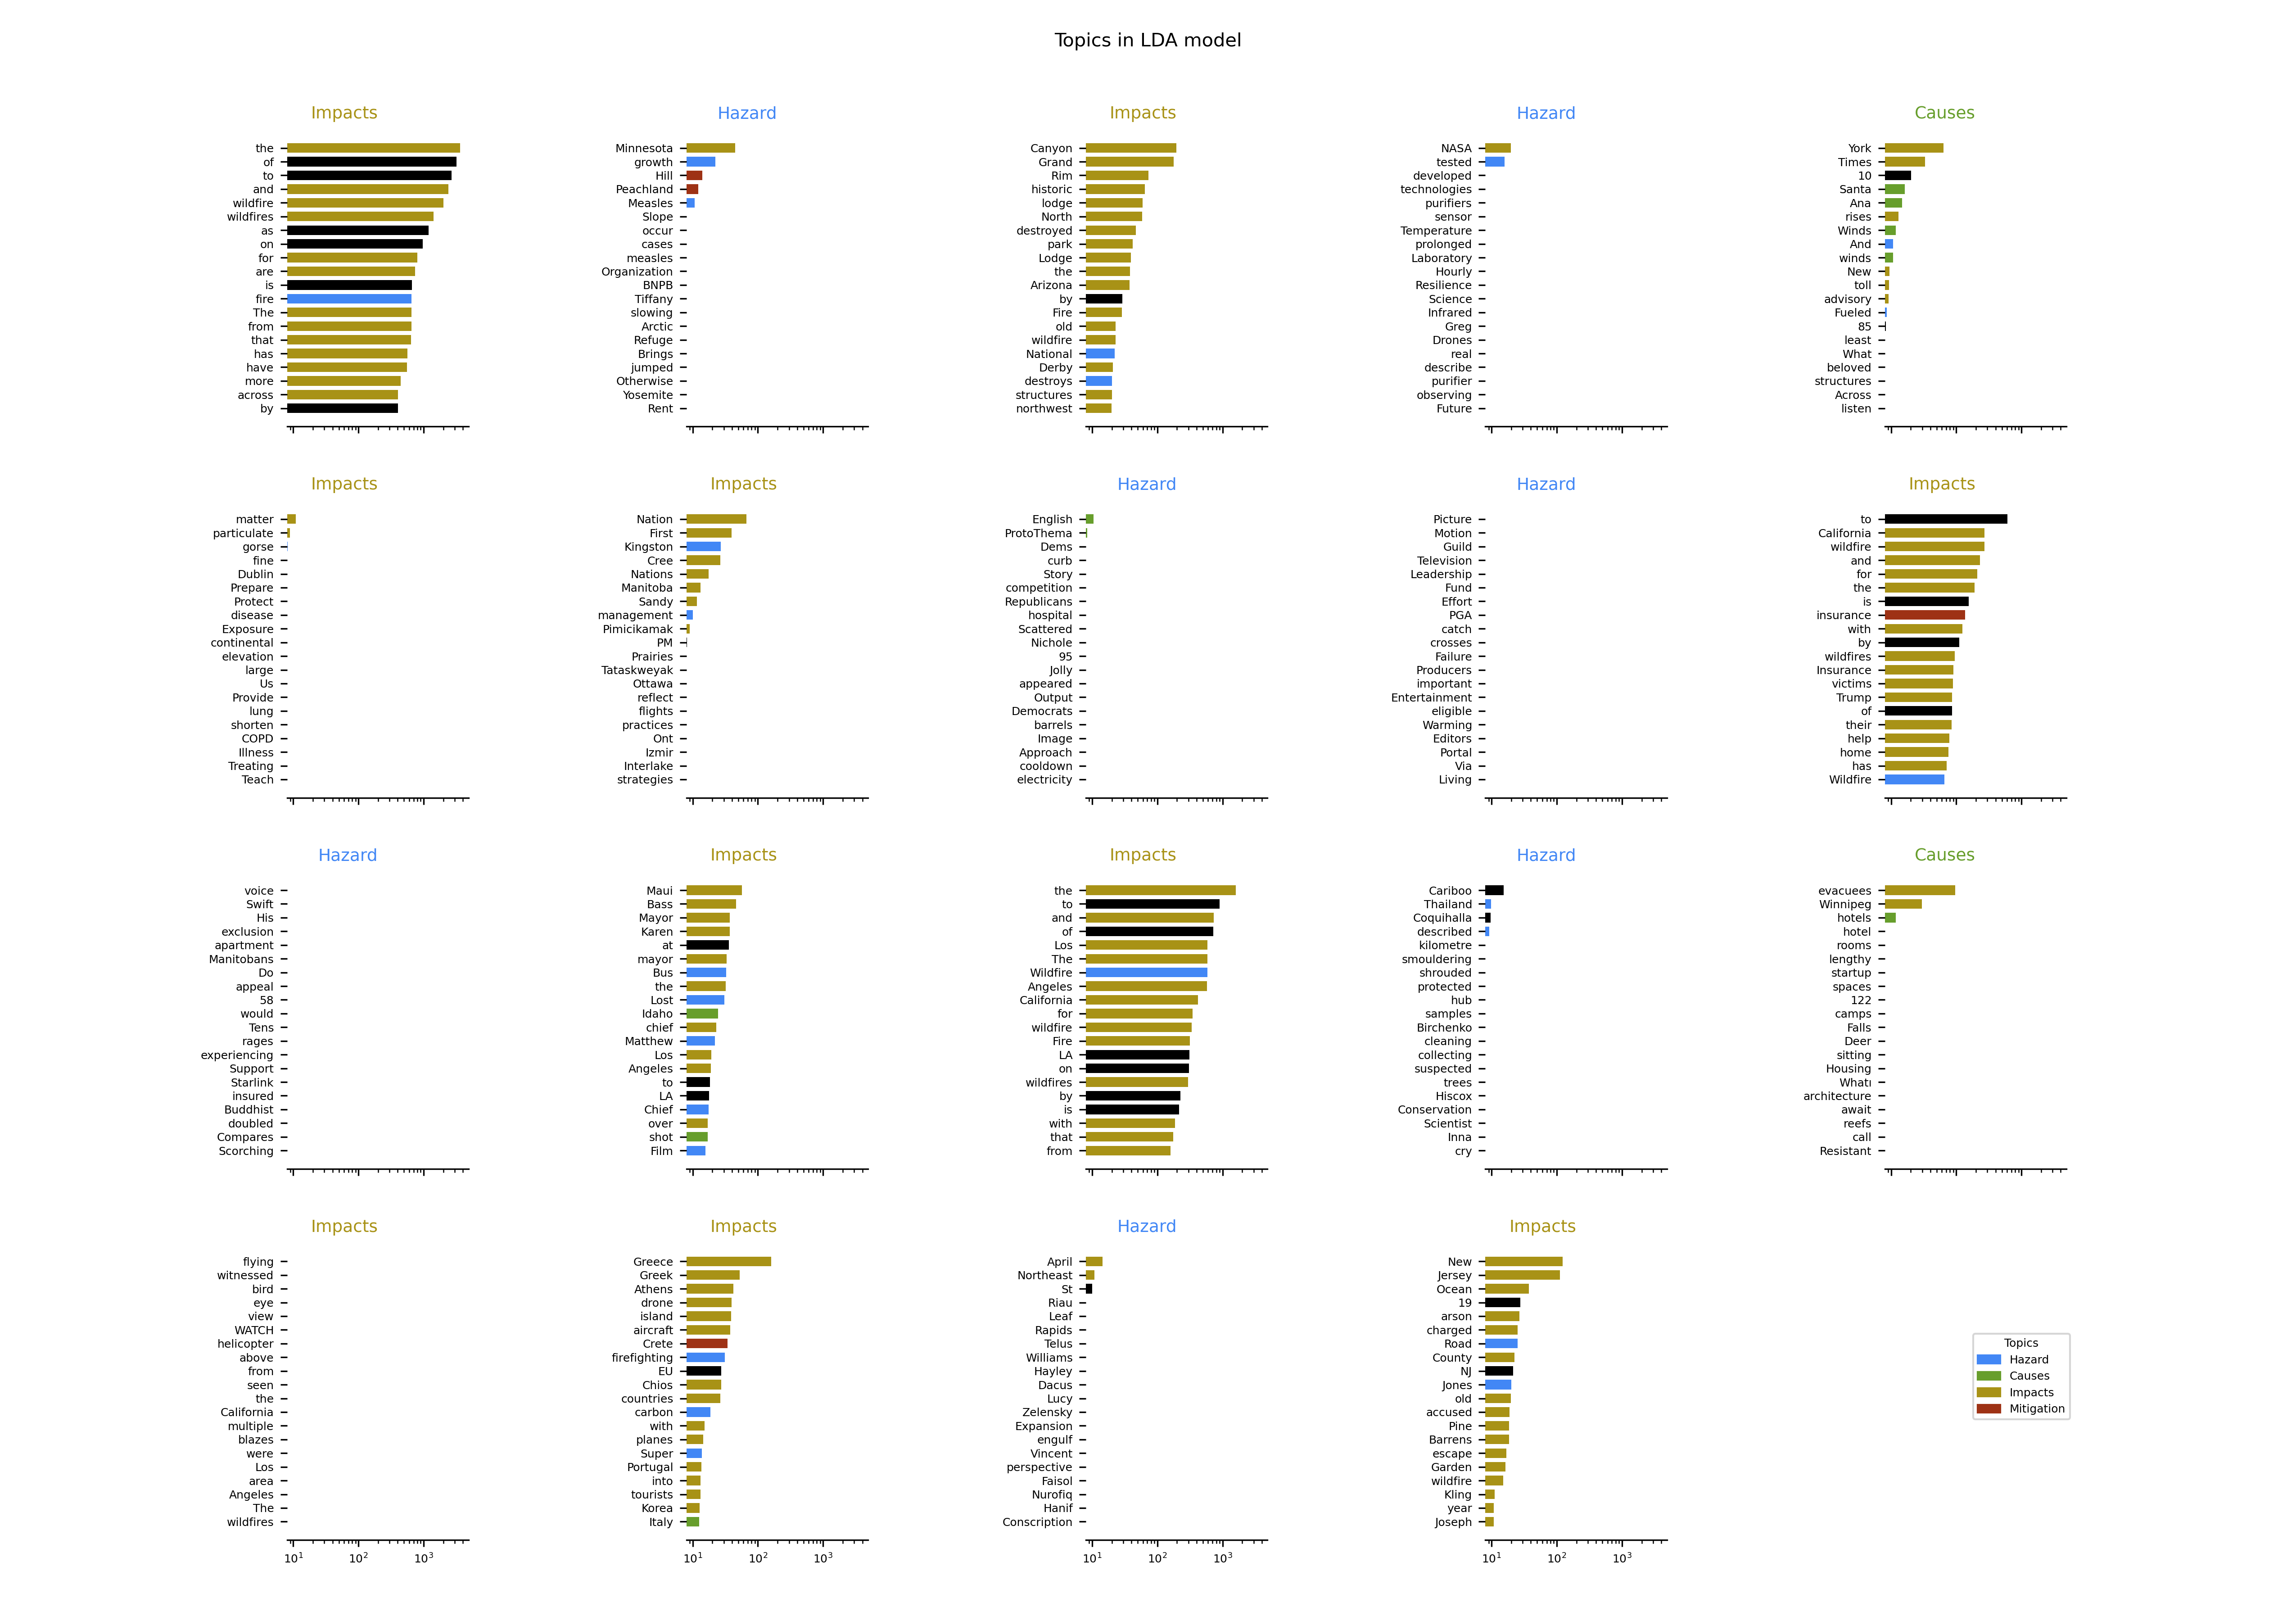 Topics in LDA model
Impacts
the
of
to
and
wildfire
wildfires
as
on
for
are
is
fire
The
from
that
has
have
more
across
by
Hazard
Minnesota
growth
Hill
Peachland
Measles
Slope
occur
cases
measles
Organization
BNPB
Tiffany
slowing
Arctic
Refuge
Brings
jumped
Otherwise
Yosemite
Rent
Impacts
Canyon
Grand
Rim
historic
lodge
North
destroyed
park
Lodge
the
Arizona
by
Fire
old
wildfire
National
Derby
destroys
structures
northwest
Hazard
NASA
tested
developed
technologies
purifiers
sensor
Temperature
prolonged
Laboratory
Hourly
Resilience
Science
Infrared
Greg
Drones
real
describe
purifier
observing
Future
Causes
York
Times
10
Santa
Ana
rises
Winds
And
winds
New
toll
advisory
Fueled
85
least
What
beloved
structures
Across
listen
Impacts
matter
particulate
gorse
fine
Dublin
Prepare
Protect
disease
Exposure
continental
elevation
large
Us
Provide
lung
shorten
COPD
Illness
Treating
Teach
Impacts
Nation
First
Kingston
Cree
Nations
Manitoba
Sandy
management
Pimicikamak
PM
Prairies
Tataskweyak
Ottawa
reflect
flights
practices
Ont
Izmir
Interlake
strategies
Hazard
English
ProtoThema
Dems
curb
Story
competition
Republicans
hospital
Scattered
Nichole
95
Jolly
appeared
Output
Democrats
barrels
Image
Approach
cooldown
electricity
Hazard
Picture
Motion
Guild
Television
Leadership
Fund
Effort
PGA
catch
crosses
Failure
Producers
important
Entertainment
eligible
Warming
Editors
Portal
Via
Living
Impacts
to
California
wildfire
and
for
the
is
insurance
with
by
wildfires
Insurance
victims
Trump
of
their
help
home
has
Wildfire
Hazard
voice
Swift
His
exclusion
apartment
Manitobans
Do
appeal
58
would
Tens
rages
experiencing
Support
Starlink
insured
Buddhist
doubled
Compares
Scorching
Impacts
Maui
Bass
Mayor
Karen
at
mayor
Bus
the
Lost
Idaho
chief
Matthew
Los
Angeles
to
LA
Chief
over
shot
Film
Impacts
the
to
and
of
Los
The
Wildfire
Angeles
California
for
wildfire
Fire
LA
on
wildfires
by
is
with
that
from
Hazard
Cariboo
Thailand
Coquihalla
described
kilometre
smouldering
shrouded
protected
hub
samples
Birchenko
cleaning
collecting
suspected
trees
Hiscox
Conservation
Scientist
Inna
cry
Causes
evacuees
Winnipeg
hotels
hotel
rooms
lengthy
startup
spaces
122
camps
Falls
Deer
sitting
Housing
Whatı
architecture
await
reefs
call
Resistant
Impacts
flying
witnessed
bird
eye
view
WATCH
helicopter
above
from
seen
the
California
multiple
blazes
were
Los
area
Angeles
The
wildfires
10¹ 10² 10³
Impacts
Greece
Greek
Athens
drone
island
aircraft
Crete
firefighting
EU
Chios
countries
carbon
with
planes
Super
Portugal
into
tourists
Korea
Italy
10¹ 10² 10³
Hazard
April
Northeast
St
Riau
Leaf
Rapids
Telus
Williams
Hayley
Dacus
Lucy
Zelensky
Expansion
engulf
Vincent
perspective
Faisol
Nurofiq
Hanif
Conscription
10¹ 10² 10³
Impacts
New
Jersey
Ocean
19
arson
charged
Road
County
NJ
Jones
old
accused
Pine
Barrens
escape
Garden
wildfire
Kling
year
Joseph
10¹ 10² 10³
Topics
Hazard
Causes
Impacts
Mitigation